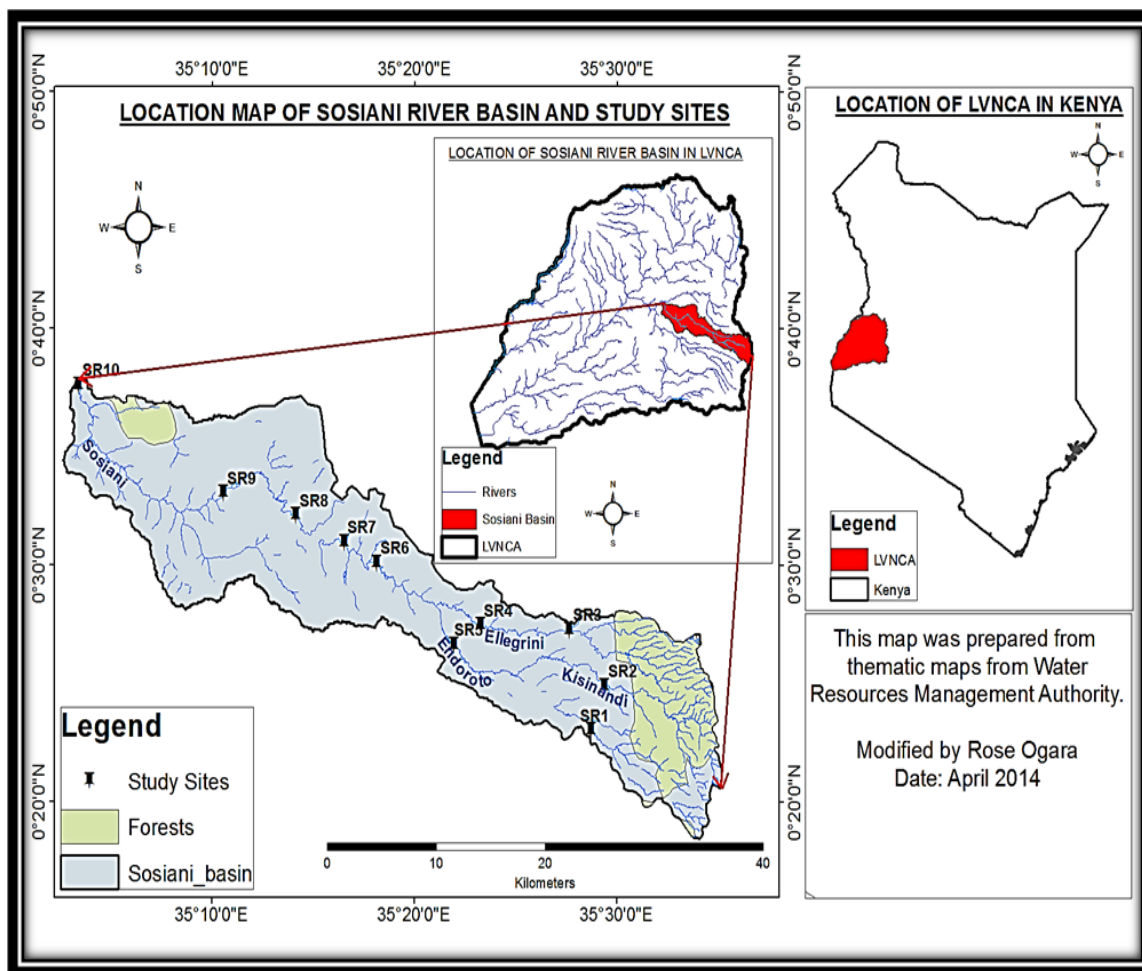 35°10'0"E 35°20'0"E 35°30'0"E
0°50'0"N
0°50'0"N
LOCATION MAP OF SOSIANI RIVER BASIN AND STUDY SITES
LOCATION OF SOSIANI RIVER BASIN IN LVNCA
N
W E
S
0°40'0"N
0°40'0"N
SR10
Sosiani
SR9
SR8
SR7
SR6
SR4
SR3
SR5
Ellegrini
Endoroto
Kisinandi
SR2
SR1
Legend
Rivers
Sosiani Basin
LVNCA
N
W E
S
0°30'0"N
0°30'0"N
Legend
Study Sites
Forests
Sosiani_basin
0 10 20 40
Kilometers
0°20'0"N
0°20'0"N
35°10'0"E 35°20'0"E 35°30'0"E
LOCATION OF LVNCA IN KENYA
N
W E
S
Legend
LVNCA
Kenya
This map was prepared from
thematic maps from Water
Resources Management Authority.
Modified by Rose Ogara
Date: April 2014